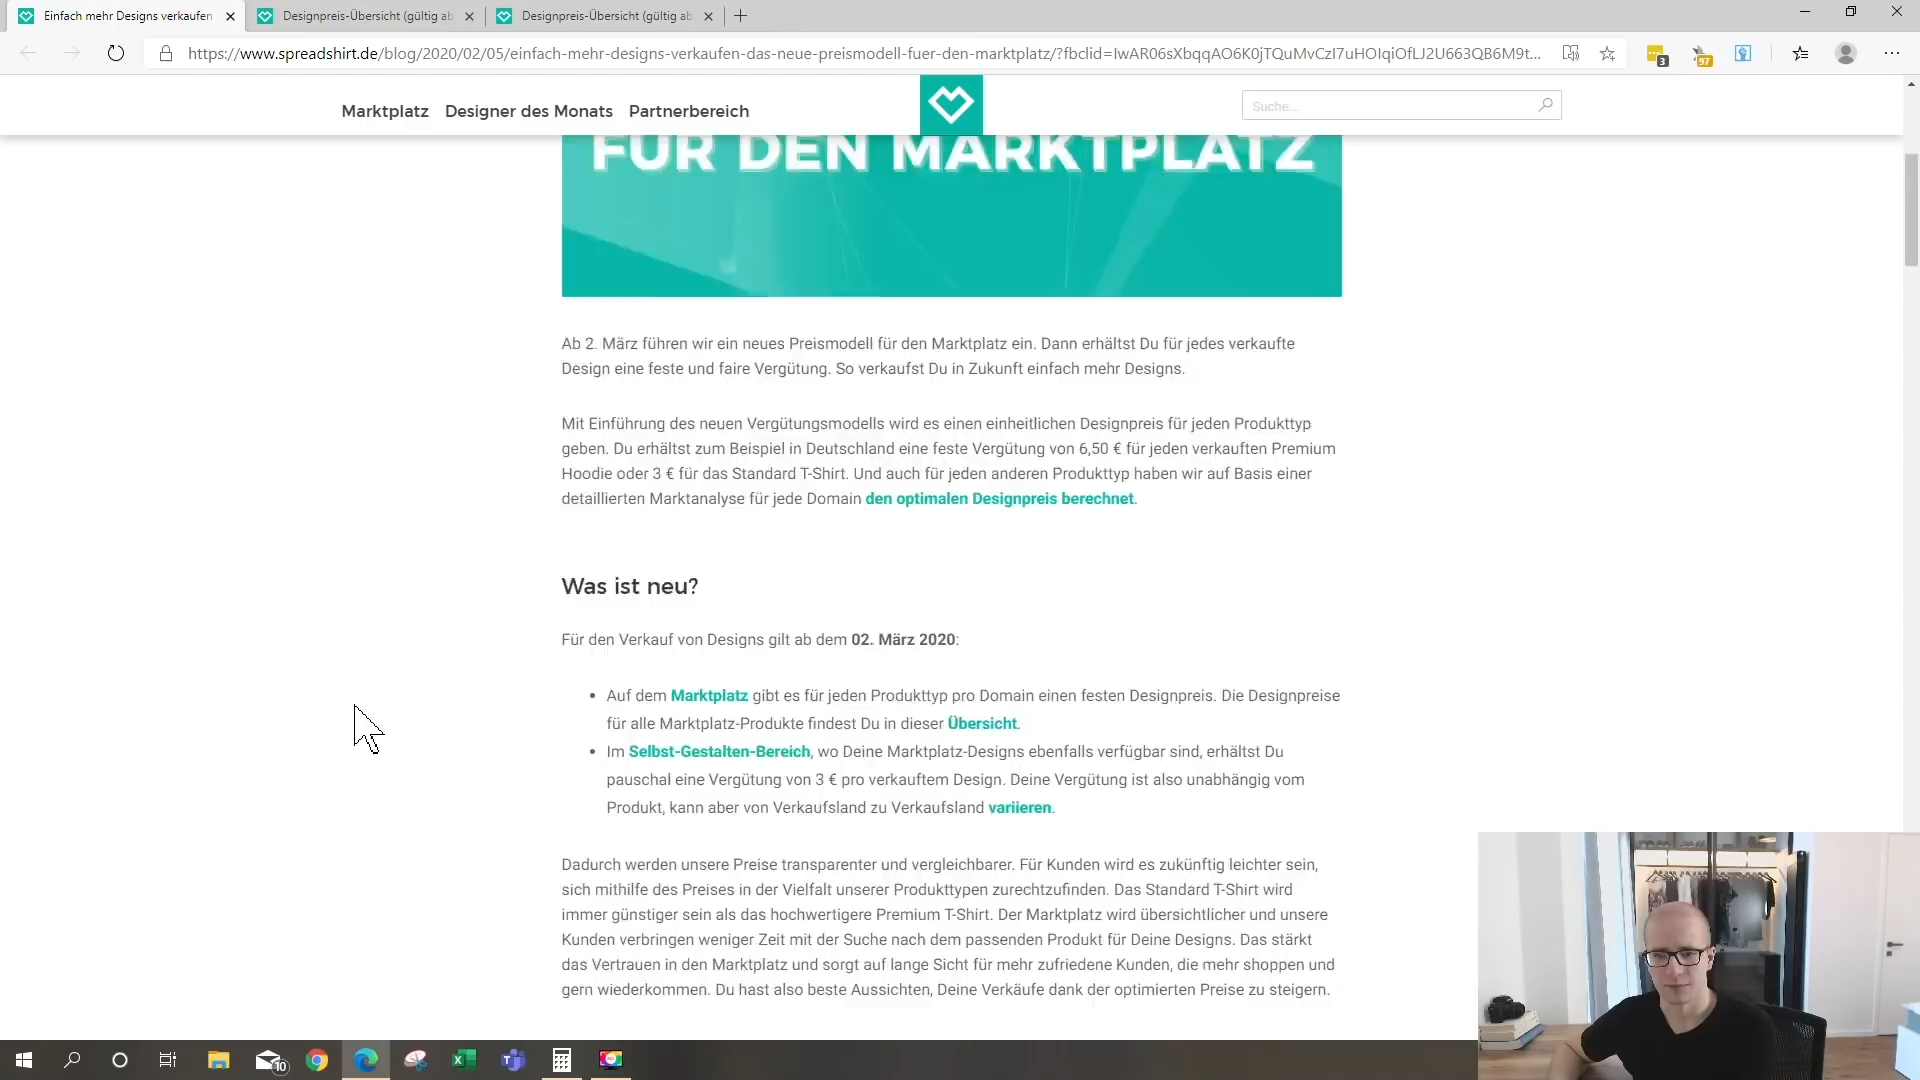 Einfach mehr Designs verkaufen
Designpreis-Übersicht (gültig ab
Designpreis-Übersicht (gültig ab
https://www.spreadshirt.de/blog/2020/02/05/einfach-mehr-designs-verkaufen-das-neue-preismodell-fuer-den-marktplatz/?fbclid=IwAR06sXbqqAO6K0jTQuMvCzI7uHOIqiOfLJ2U663QB6M9t...
3
97
Marktplatz Designer des Monats Partnerbereich
Suche...
FÜR DEN MARKTPLATZ
Ab 2. März führen wir ein neues Preismodell für den Marktplatz ein. Dann erhältst Du für jedes verkaufte
Design eine feste und faire Vergütung. So verkaufst Du in Zukunft einfach mehr Designs.
Mit Einführung des neuen Vergütungsmodells wird es einen einheitlichen Designpreis für jeden Produkttyp
geben. Du erhältst zum Beispiel in Deutschland eine feste Vergütung von 6,50 € für jeden verkauften Premium
Hoodie oder 3 € für das Standard T-Shirt. Und auch für jeden anderen Produkttyp haben wir auf Basis einer
detaillierten Marktanalyse für jede Domain den optimalen Designpreis berechnet.
Was ist neu?
Für den Verkauf von Designs gilt ab dem 02. März 2020:
• Auf dem Marktplatz gibt es für jeden Produkttyp pro Domain einen festen Designpreis. Die Designpreise
für alle Marktplatz-Produkte findest Du in dieser Übersicht.
• Im Selbst-Gestalten-Bereich, wo Deine Marktplatz-Designs ebenfalls verfügbar sind, erhältst Du
pauschal eine Vergütung von 3 € pro verkauftem Design. Deine Vergütung ist also unabhängig vom
Produkt, kann aber von Verkaufsland zu Verkaufsland variieren.
Dadurch werden unsere Preise transparenter und vergleichbarer. Für Kunden wird es zukünftig leichter sein,
sich mithilfe des Preises in der Vielfalt unserer Produkttypen zurechtzufinden. Das Standard T-Shirt wird
immer günstiger sein als das hochwertigere Premium T-Shirt. Der Marktplatz wird übersichtlicher und unsere
Kunden verbringen weniger Zeit mit der Suche nach dem passenden Produkt für Deine Designs. Das stärkt
das Vertrauen in den Marktplatz und sorgt auf lange Sicht für mehr zufriedene Kunden, die mehr shoppen und
gern wiederkommen. Du hast also beste Aussichten, Deine Verkäufe dank der optimierten Preise zu steigern.
10